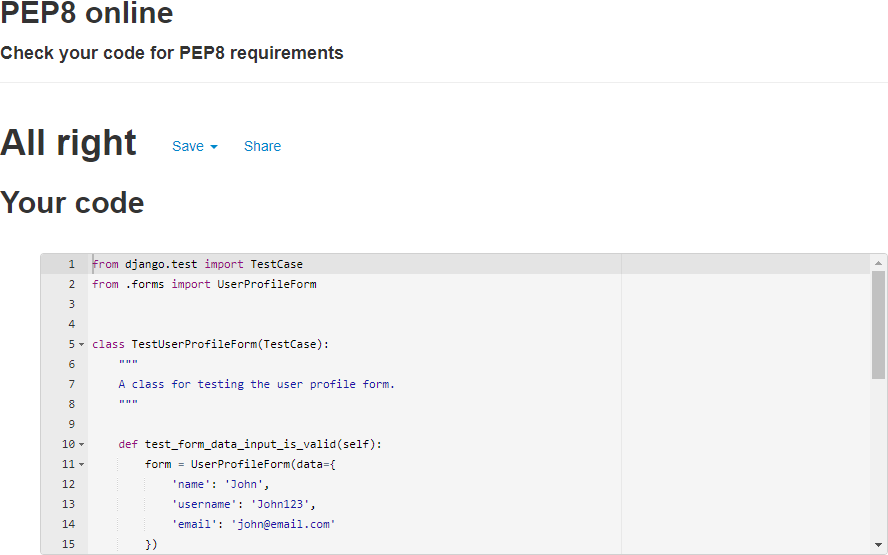 PEP8 online
Check your code for PEP8 requirements
All right Save Share
Your code
1 from django.test import TestCase
2 from .forms import UserProfileForm
3
4
5 class TestUserProfileForm(TestCase):
6 """
7 A class for testing the user profile form.
8 """
9
10 def test_form_data_input_is_valid(self):
11 form = UserProfileForm(data={
12 'name': 'John',
13 'username': 'John123',
14 'email': 'john@email.com'
15 })